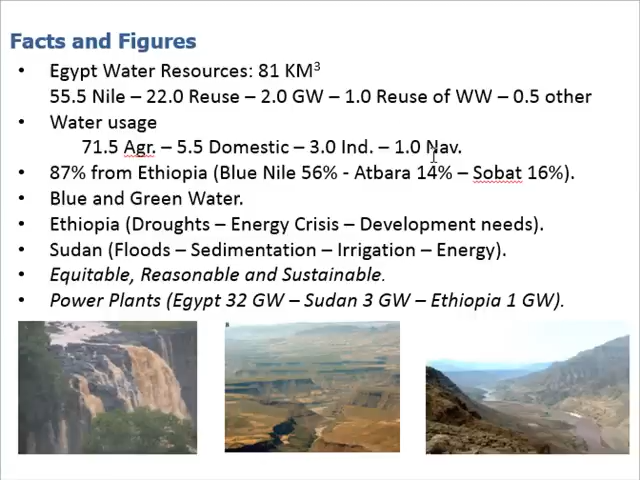 Facts and Figures
• Egypt Water Resources: 81 KM³
55.5 Nile – 22.0 Reuse – 2.0 GW – 1.0 Reuse of WW – 0.5 other
• Water usage
71.5 Agr. – 5.5 Domestic – 3.0 Ind. – 1.0 Nav.
• 87% from Ethiopia (Blue Nile 56% - Atbara 14% – Sobat 16%).
• Blue and Green Water.
• Ethiopia (Droughts – Energy Crisis – Development needs).
• Sudan (Floods – Sedimentation – Irrigation – Energy).
• Equitable, Reasonable and Sustainable.
• Power Plants (Egypt 32 GW – Sudan 3 GW – Ethiopia 1 GW).